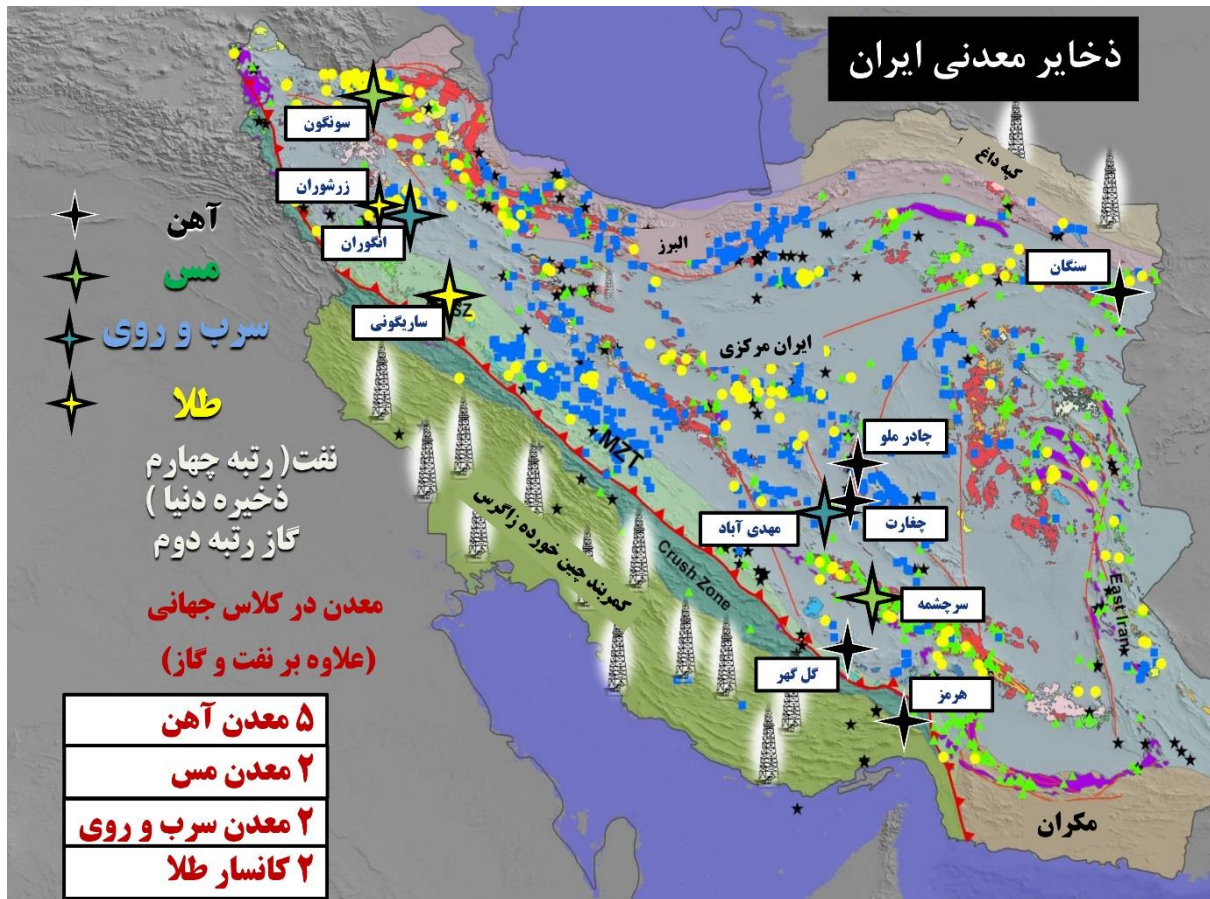 ذخایر معدنی ایران
سونگون
زرشوران
انگوران
ساریگونی
البرز
کپه داغ
سنگان
ایران مرکزی
چادر ملو
چغارت
مهدی آباد
سرچشمه
گل گهر
هرمز
مکران
کمربند چین خورده زاگرس
Crush Zone
MZT
SZ
East Iran
آهن
مس
سرب و روی
طلا
نفت( رتبه چهارم
ذخیره دنیا )
گاز رتبه دوم
معدن در کلاس جهانی
(علاوه بر نفت و گاز)
۵ معدن آهن
۲ معدن مس
۲ معدن سرب و روی
۲ کانسار طلا